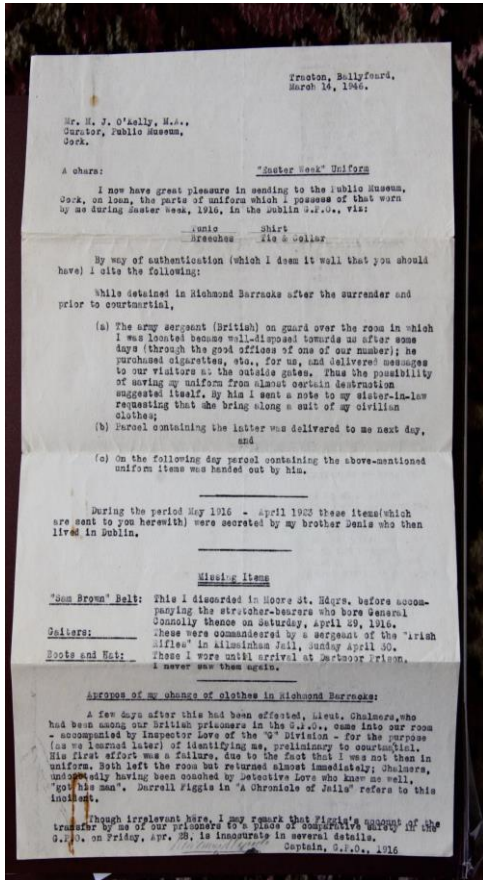 Tracton, Ballyfeard,
March 14, 1946.
Mr. M. J. O'Kelly, M.A.,
Curator, Public Museum,
Cork.
A chara:
"Easter Week" Uniform
I now have great pleasure in sending to the Public Museum,
Cork, on loan, the parts of uniform which I possess of that worn
by me during Easter Week, 1916, in the Dublin G.P.O., viz:
Tunic Shirt
Breeches Tie & Collar
By way of authentication (which I deem it well that you should
have) I cite the following:
While detained in Richmond Barracks after the surrender and
prior to courtmartial,
(a) The army sergeant (British) on guard over the room in which
I was located became well-disposed towards us after some
days (through the good offices of one of our number); he
purchased cigarettes, etc., for us, and delivered messages
to our visitors at the outside gates. Thus the possibility
of saving my uniform from almost certain destruction
suggested itself. By him I sent a note to my sister-in-law
requesting that she bring along a suit of my civilian
clothes;
(b) Parcel containing the latter was delivered to me next day,
and
(c) On the following day parcel containing the above-mentioned
uniform items was handed out by him.
During the period May 1916 - April 1923 these items(which
are sent to you herewith) were secreted by my brother Denis who then
lived in Dublin.
Missing Items
"Sam Brown" Belt: This I discarded in Moore St. Hdqrs. before accom-
panying the stretcher-bearers who bore General
Connolly thence on Saturday, April 29, 1916.
Gaiters: These were commandeered by a sergeant of the "Irish
Rifles" in Kilmainham Jail, Sunday April 30.
Boots and Hat: These I wore until arrival at Dartmoor Prison.
I never saw them again.
Apropos of my change of clothes in Richmond Barracks:
A few days after this had been effected, Lieut. Chalmers,who
had been among our British prisoners in the G.P.O., came into our room
- accompanied by Inspector Love of the "G" Division - for the purpose
(as we learned later) of identifying me, preliminary to courtmartial.
His first effort was a failure, due to the fact that I was not then in
uniform. Both left the room but returned almost immediately; Chalmers,
undoubtedly having been coached by Detective Love who knew me well,
"got his man". Darrell Figgis in "A Chronicle of Jails" refers to this
incident.
Though irrelevant here, I may remark that Figgis's account of the
transfer by me of our prisoners to a place of comparative safety in the
G.P.O. on Friday, Apr. 28, is inaccurate in several details.
Captain, G.P.O., 1916